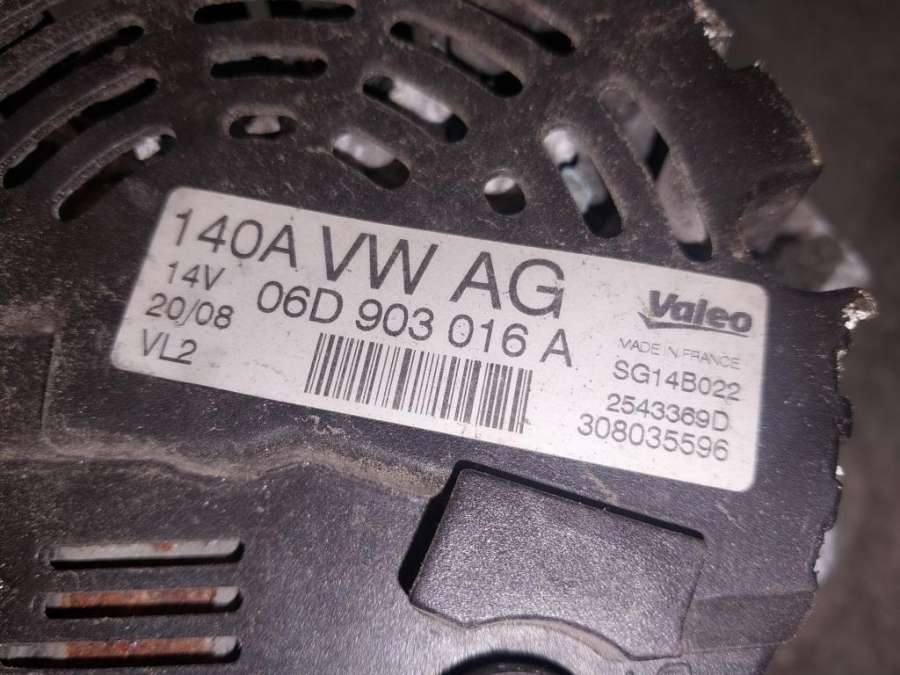 140A VW AG
14V 06D 903 016 A
20/08
VL2
Valeo
MADE IN FRANCE
SG14B022
2543369D
308035596